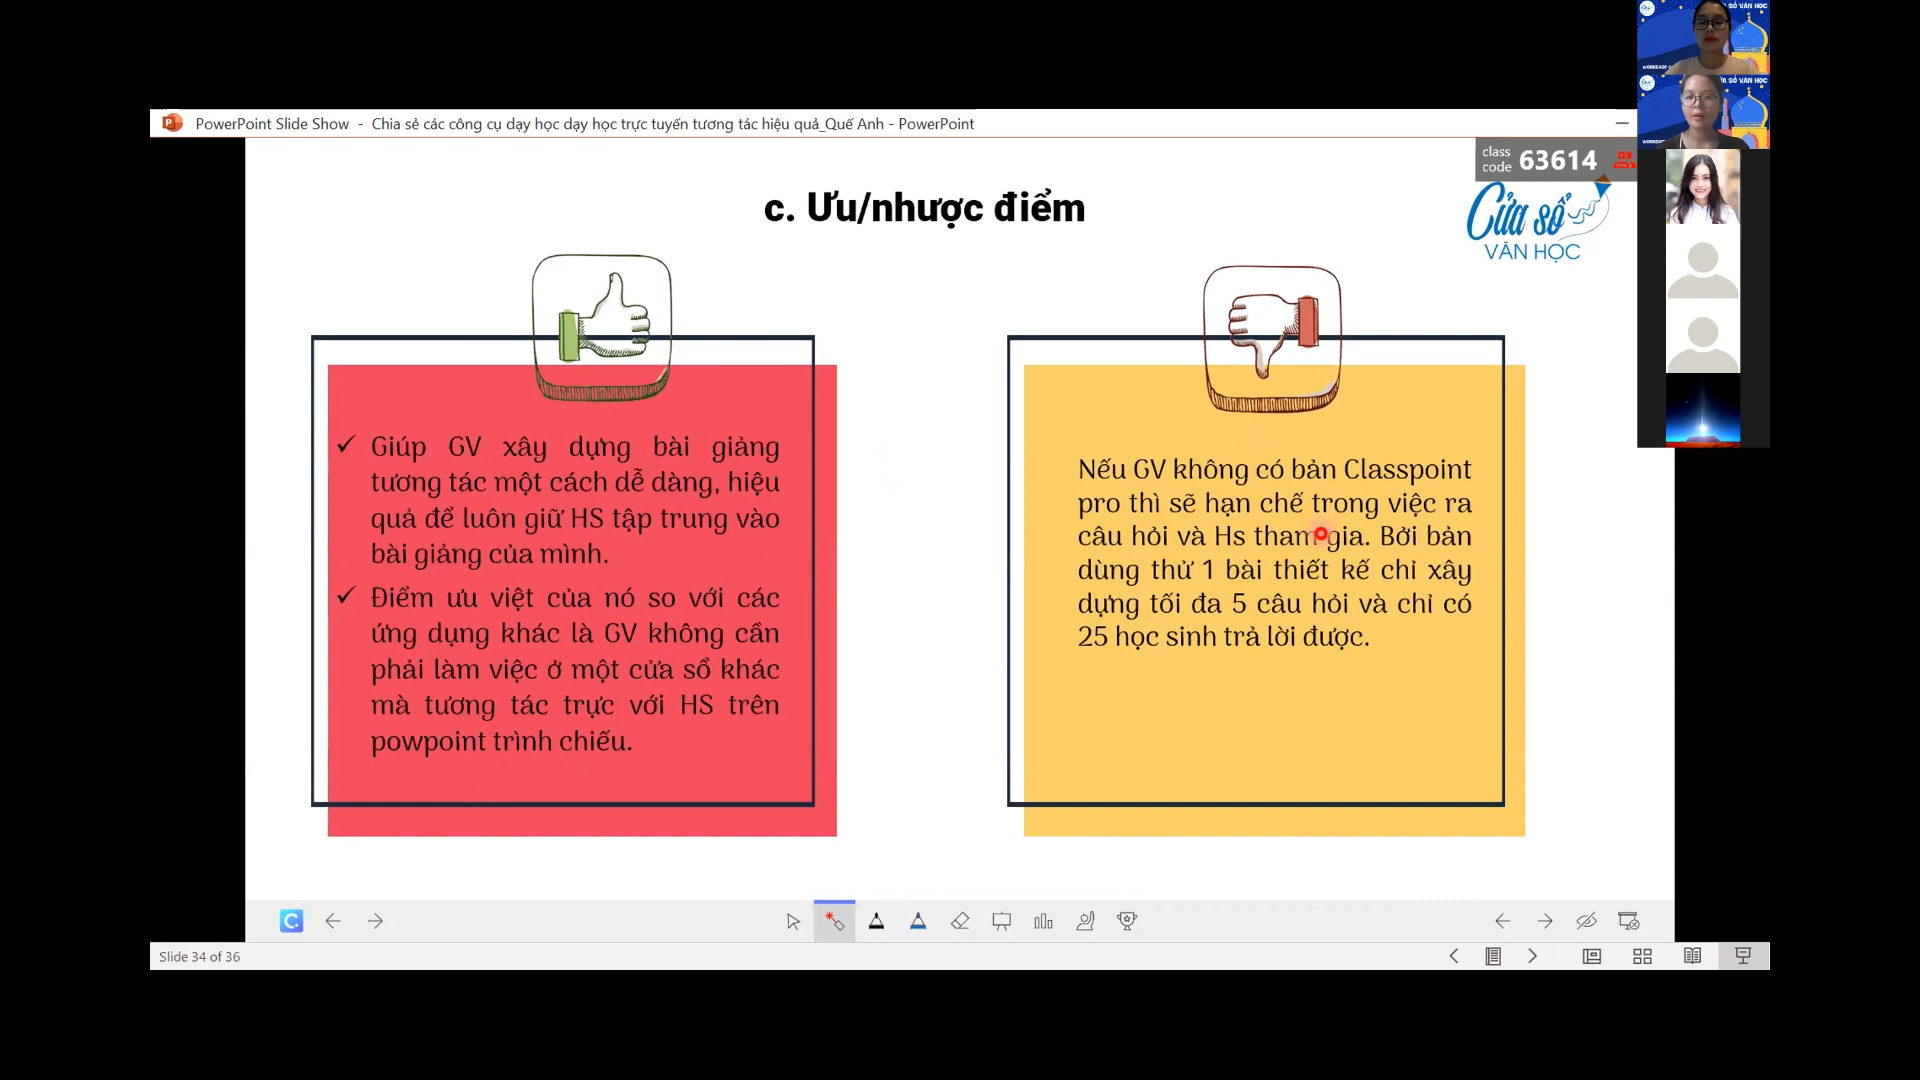 PowerPoint Slide Show - Chia sẻ các công cụ dạy học dạy học trực tuyến tương tác hiệu quả_Quế Anh - PowerPoint
class code 63614
Cửa sổ
VĂN HỌC
c. Ưu/nhược điểm
Giúp GV xây dựng bài giảng
tương tác một cách dễ dàng, hiệu
quả để luôn giữ HS tập trung vào
bài giảng của mình.
Điểm ưu việt của nó so với các
ứng dụng khác là GV không cần
phải làm việc ở một cửa sổ khác
mà tương tác trực với HS trên
powpoint trình chiếu.
Nếu GV không có bản Classpoint
pro thì sẽ hạn chế trong việc ra
câu hỏi và Hs tham gia. Bởi bản
dùng thử 1 bài thiết kế chỉ xây
dựng tối đa 5 câu hỏi và chỉ có
25 học sinh trả lời được.
Slide 34 of 36